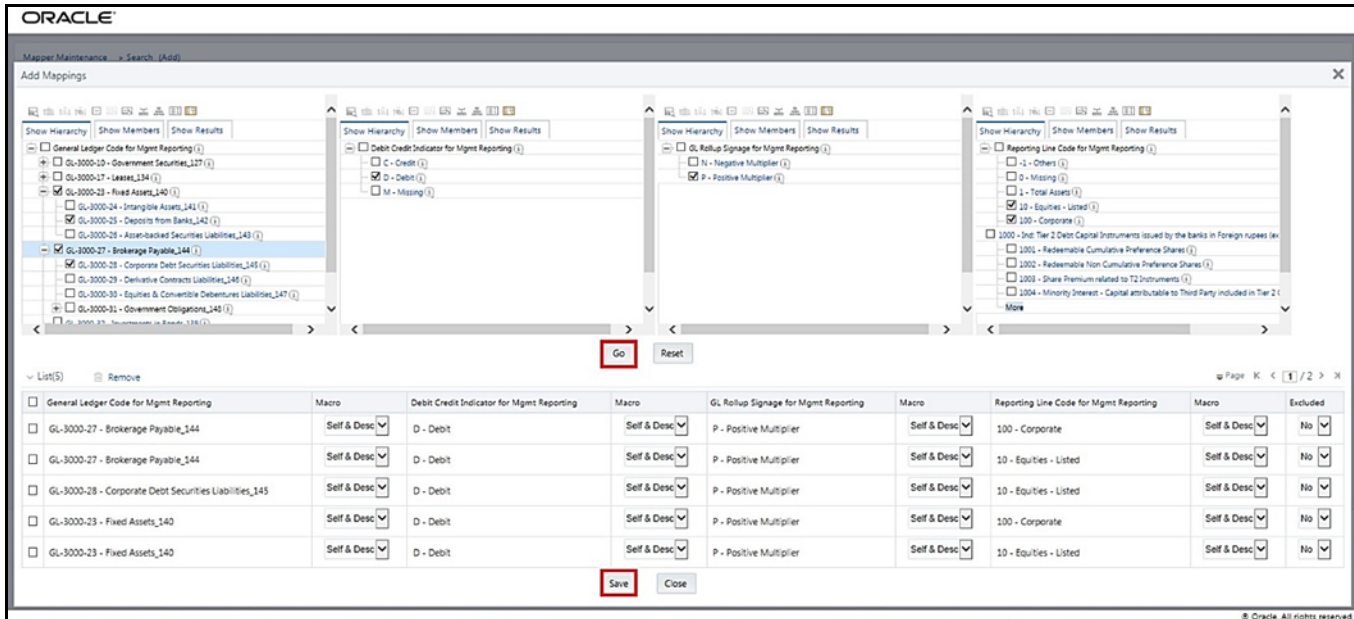 ORACLE
Mapper Maintenance » Search (Add)
Add Mappings
Show Hierarchy Show Members Show Results
General Ledger Code for Mgmt Reporting
GL-3000-10 - Government Securities_127
GL-3000-17 - Leases_134
GL-3000-23 - Fixed Assets_140
GL-3000-24 - Intangible Assets_141
GL-3000-25 - Deposits from Banks_142
GL-3000-26 - Asset-backed Securities Liabilities_143
GL-3000-27 - Brokerage Payable_144
GL-3000-28 - Corporate Debt Securities Liabilities_145
GL-3000-29 - Derivative Contracts Liabilities_146
GL-3000-30 - Equities & Convertible Debentures Liabilities_147
GL-3000-31 - Government Obligations_148
Show Hierarchy Show Members Show Results
Debit Credit Indicator for Mgmt Reporting
C - Credit
D - Debit
M - Missing
Show Hierarchy Show Members Show Results
GL Rollup Signage for Mgmt Reporting
N - Negative Multiplier
P - Positive Multiplier
Show Hierarchy Show Members Show Results
Reporting Line Code for Mgmt Reporting
-1 - Others
0 - Missing
1 - Total Assets
10 - Equities - Listed
100 - Corporate
1000 - Ind: Tier 2 Debt Capital Instruments issued by the banks in Foreign rupees (ex
1001 - Redeemable Cumulative Preference Shares
1002 - Redeemable Non Cumulative Preference Shares
1003 - Share Premium related to T2 Instruments
1004 - Minority Interest - Capital attributable to Third Party included in Tier 2 C
More
Go Reset
List(5) Remove Page 1 / 2
General Ledger Code for Mgmt Reporting Macro Debit Credit Indicator for Mgmt Reporting Macro GL Rollup Signage for Mgmt Reporting Macro Reporting Line Code for Mgmt Reporting Macro Excluded
GL-3000-27 - Brokerage Payable_144 Self & Desc D - Debit Self & Desc P - Positive Multiplier Self & Desc 100 - Corporate Self & Desc No
GL-3000-27 - Brokerage Payable_144 Self & Desc D - Debit Self & Desc P - Positive Multiplier Self & Desc 10 - Equities - Listed Self & Desc No
GL-3000-28 - Corporate Debt Securities Liabilities_145 Self & Desc D - Debit Self & Desc P - Positive Multiplier Self & Desc 10 - Equities - Listed Self & Desc No
GL-3000-23 - Fixed Assets_140 Self & Desc D - Debit Self & Desc P - Positive Multiplier Self & Desc 100 - Corporate Self & Desc No
GL-3000-23 - Fixed Assets_140 Self & Desc D - Debit Self & Desc P - Positive Multiplier Self & Desc 10 - Equities - Listed Self & Desc No
Save Close
© Oracle. All rights reserved